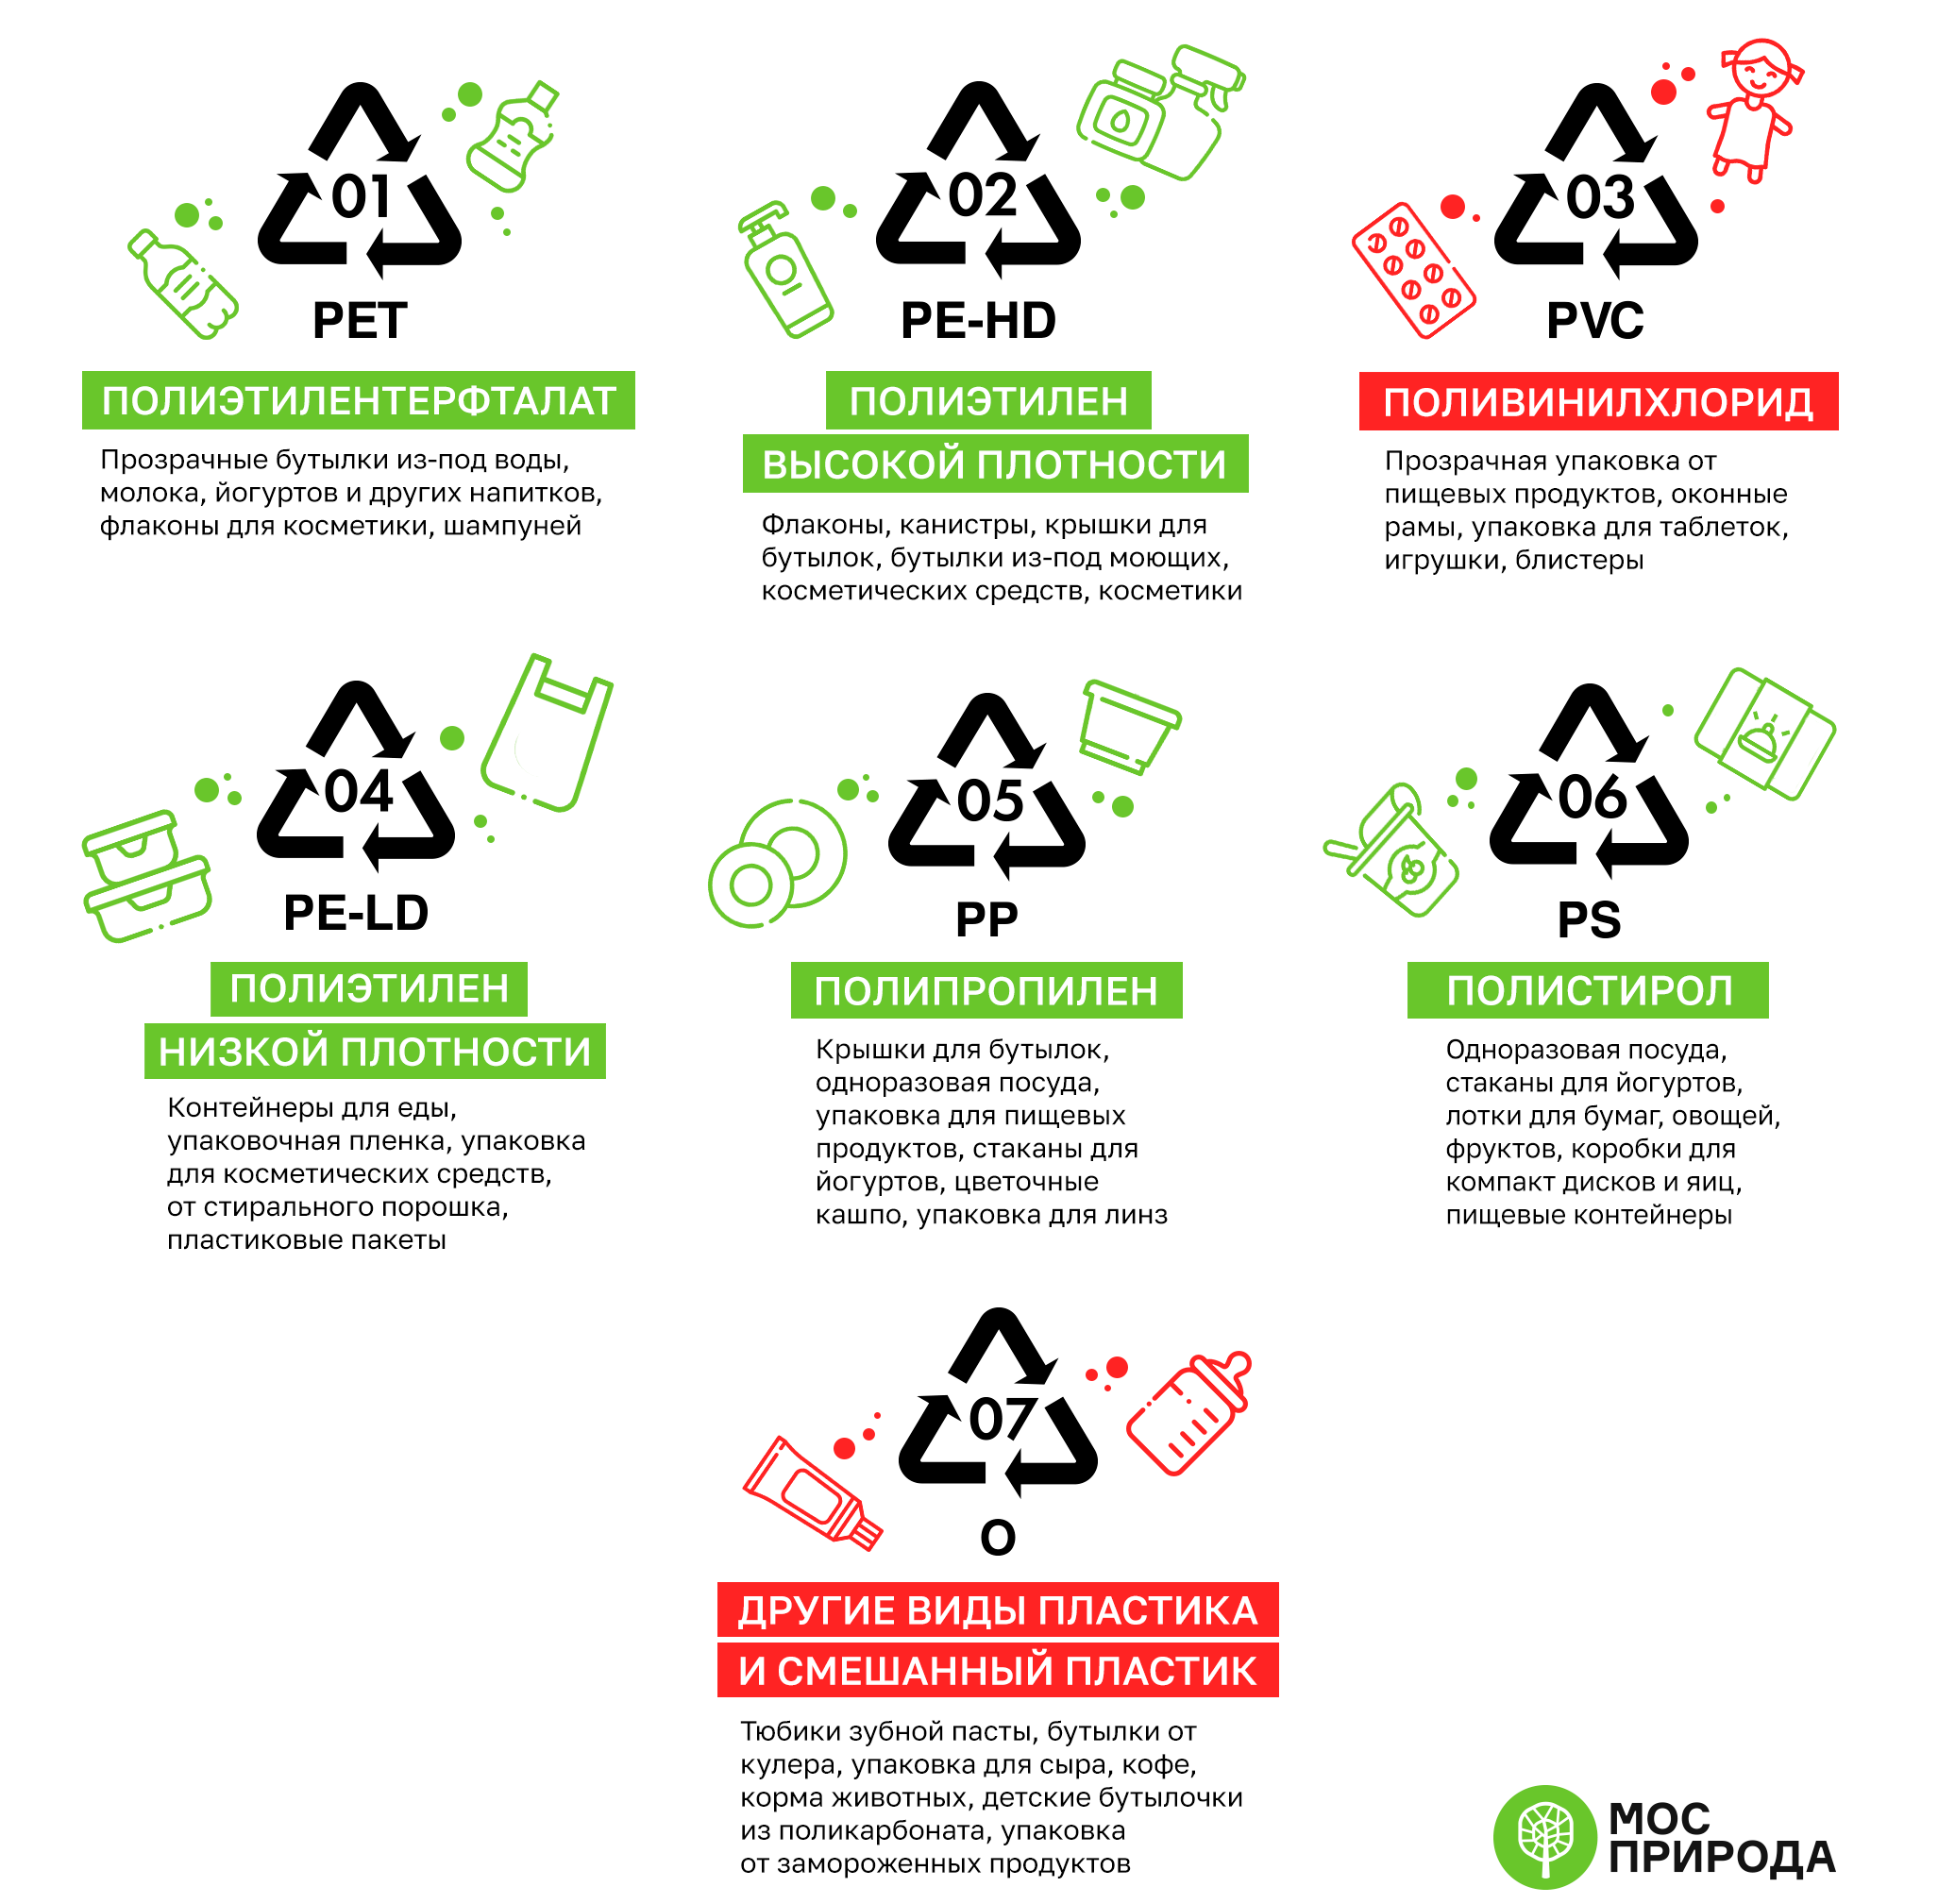 01
PET
ПОЛИЭТИЛЕНТЕРФТАЛАТ
Прозрачные бутылки из-под воды,
молока, йогуртов и других напитков,
флаконы для косметики, шампуней
02
PE-HD
ПОЛИЭТИЛЕН
ВЫСОКОЙ ПЛОТНОСТИ
Флаконы, канистры, крышки для
бутылок, бутылки из-под моющих,
косметических средств, косметики
03
PVC
ПОЛИВИНИЛХЛОРИД
Прозрачная упаковка от
пищевых продуктов, оконные
рамы, упаковка для таблеток,
игрушки, блистеры
04
PE-LD
ПОЛИЭТИЛЕН
НИЗКОЙ ПЛОТНОСТИ
Контейнеры для еды,
упаковочная пленка, упаковка
для косметических средств,
от стирального порошка,
пластиковые пакеты
05
PP
ПОЛИПРОПИЛЕН
Крышки для бутылок,
одноразовая посуда,
упаковка для пищевых
продуктов, стаканы для
йогуртов, цветочные
кашпо, упаковка для линз
06
PS
ПОЛИСТИРОЛ
Одноразовая посуда,
стаканы для йогуртов,
лотки для бумаг, овощей,
фруктов, коробки для
компакт дисков и яиц,
пищевые контейнеры
07
O
ДРУГИЕ ВИДЫ ПЛАСТИКА
И СМЕШАННЫЙ ПЛАСТИК
Тюбики зубной пасты, бутылки от
кулера, упаковка для сыра, кофе,
корма животных, детские бутылочки
из поликарбоната, упаковка
от замороженных продуктов
МОС
ПРИРОДА